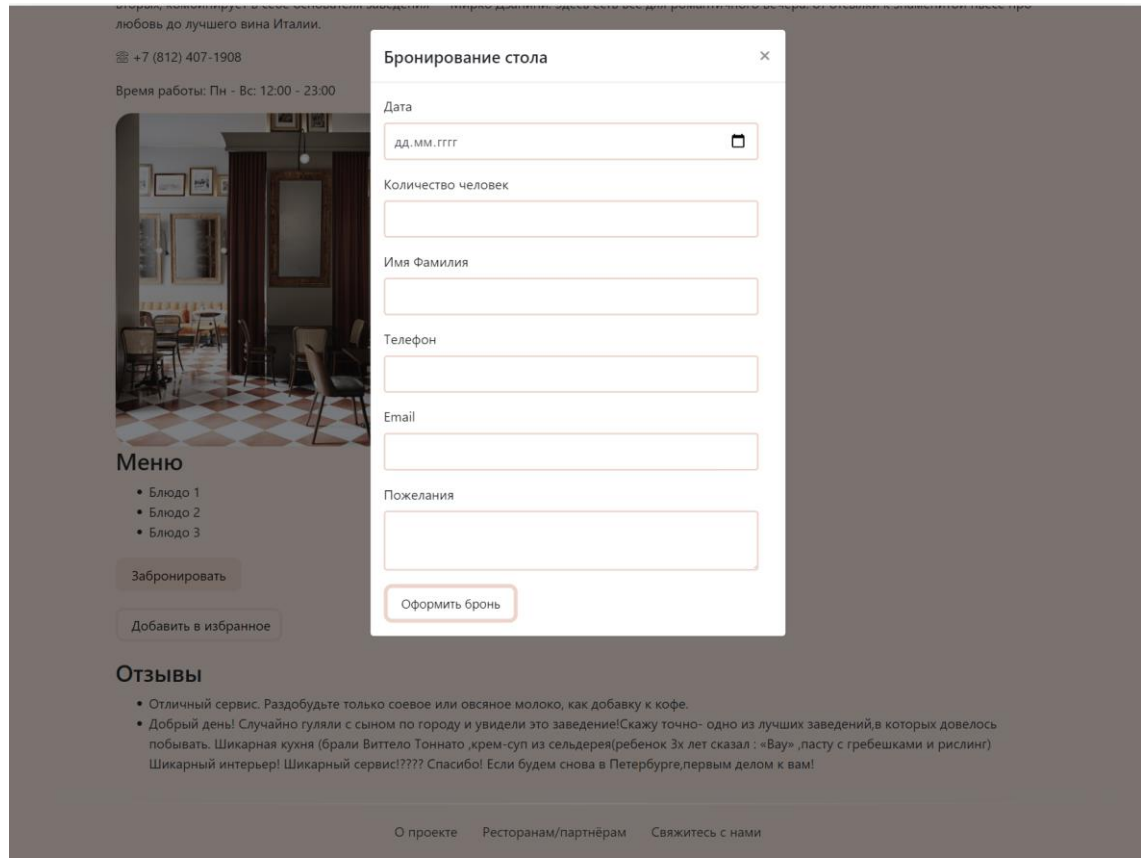 любовь до лучшего вина Италии.
+7 (812) 407-1908
Время работы: Пн - Вс: 12:00 - 23:00
Бронирование стола
×
Дата
дд.мм.гггг
Количество человек
Имя Фамилия
Телефон
Email
Пожелания
Оформить бронь
Меню
• Блюдо 1
• Блюдо 2
• Блюдо 3
Забронировать
Добавить в избранное
Отзывы
• Отличный сервис. Раздобудьте только соевое или овсяное молоко, как добавку к кофе.
• Добрый день! Случайно гуляли с сыном по городу и увидели это заведение!Скажу точно- одно из лучших заведений,в которых довелось
побывать. Шикарная кухня (брали Виттело Тоннато ,крем-суп из сельдерея(ребенок 3х лет сказал : «Вау» ,пасту с гребешками и рислинг)
Шикарный интерьер! Шикарный сервис!???? Спасибо! Если будем снова в Петербурге,первым делом к вам!
О проекте Ресторанам/партнёрам Свяжитесь с нами